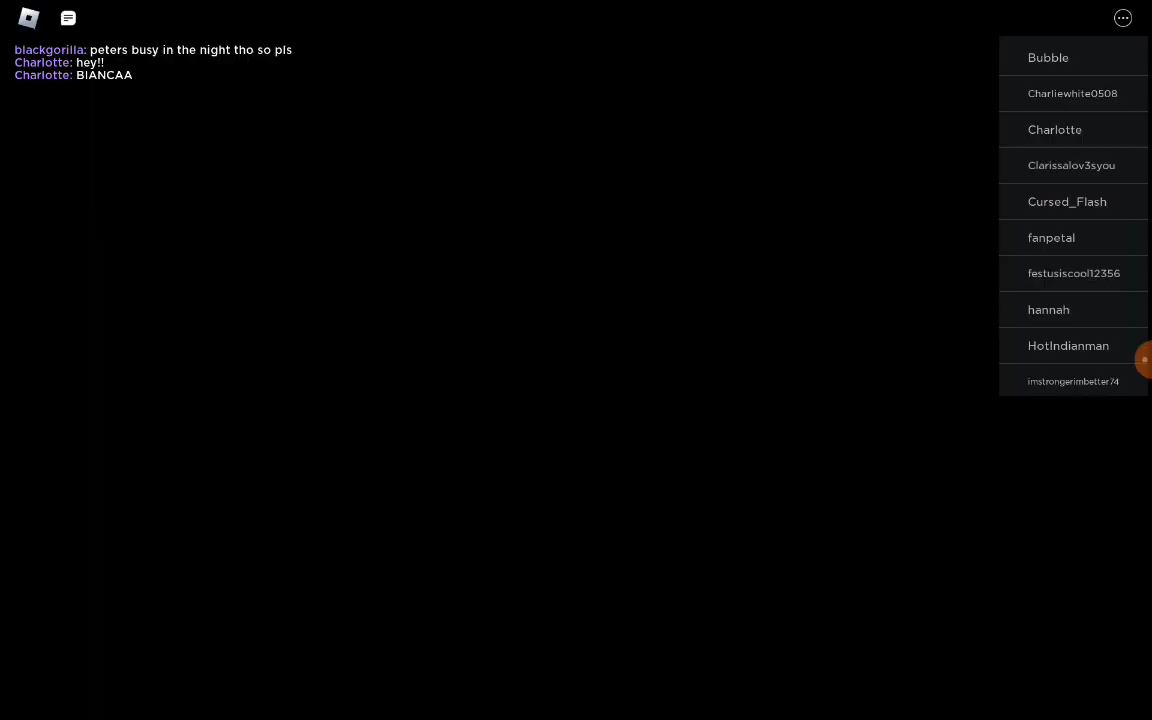 blackgorilla: peters busy in the night tho so pls
Charlotte: hey!!
Charlotte: BIANCAA
Bubble
Charliewhite0508
Charlotte
Clarissalov3syou
Cursed_Flash
fanpetal
festusiscool12356
hannah
HotIndianman
imstrongerimbetter74